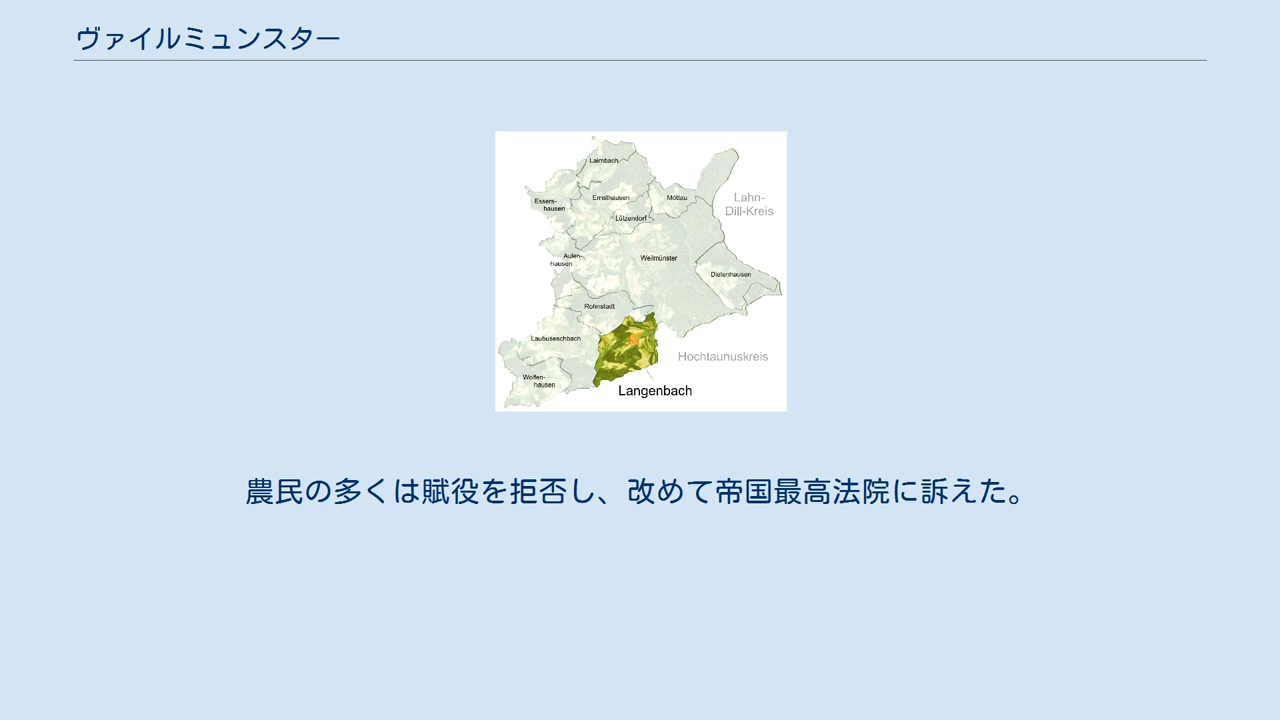 ヴァイルミュンスター
Laimbach
Essers-
hausen
Ernsthausen
Möttau
Lahn-
Dill-Kreis
Lützendorf
Aulen-
hausen
Weilmünster
Dietenhausen
Rohnstadt
Laubuseschbach
Hochtaunuskreis
Wolfen-
hausen
Langenbach
農民の多くは賦役を拒否し、改めて帝国最高法院に訴えた。